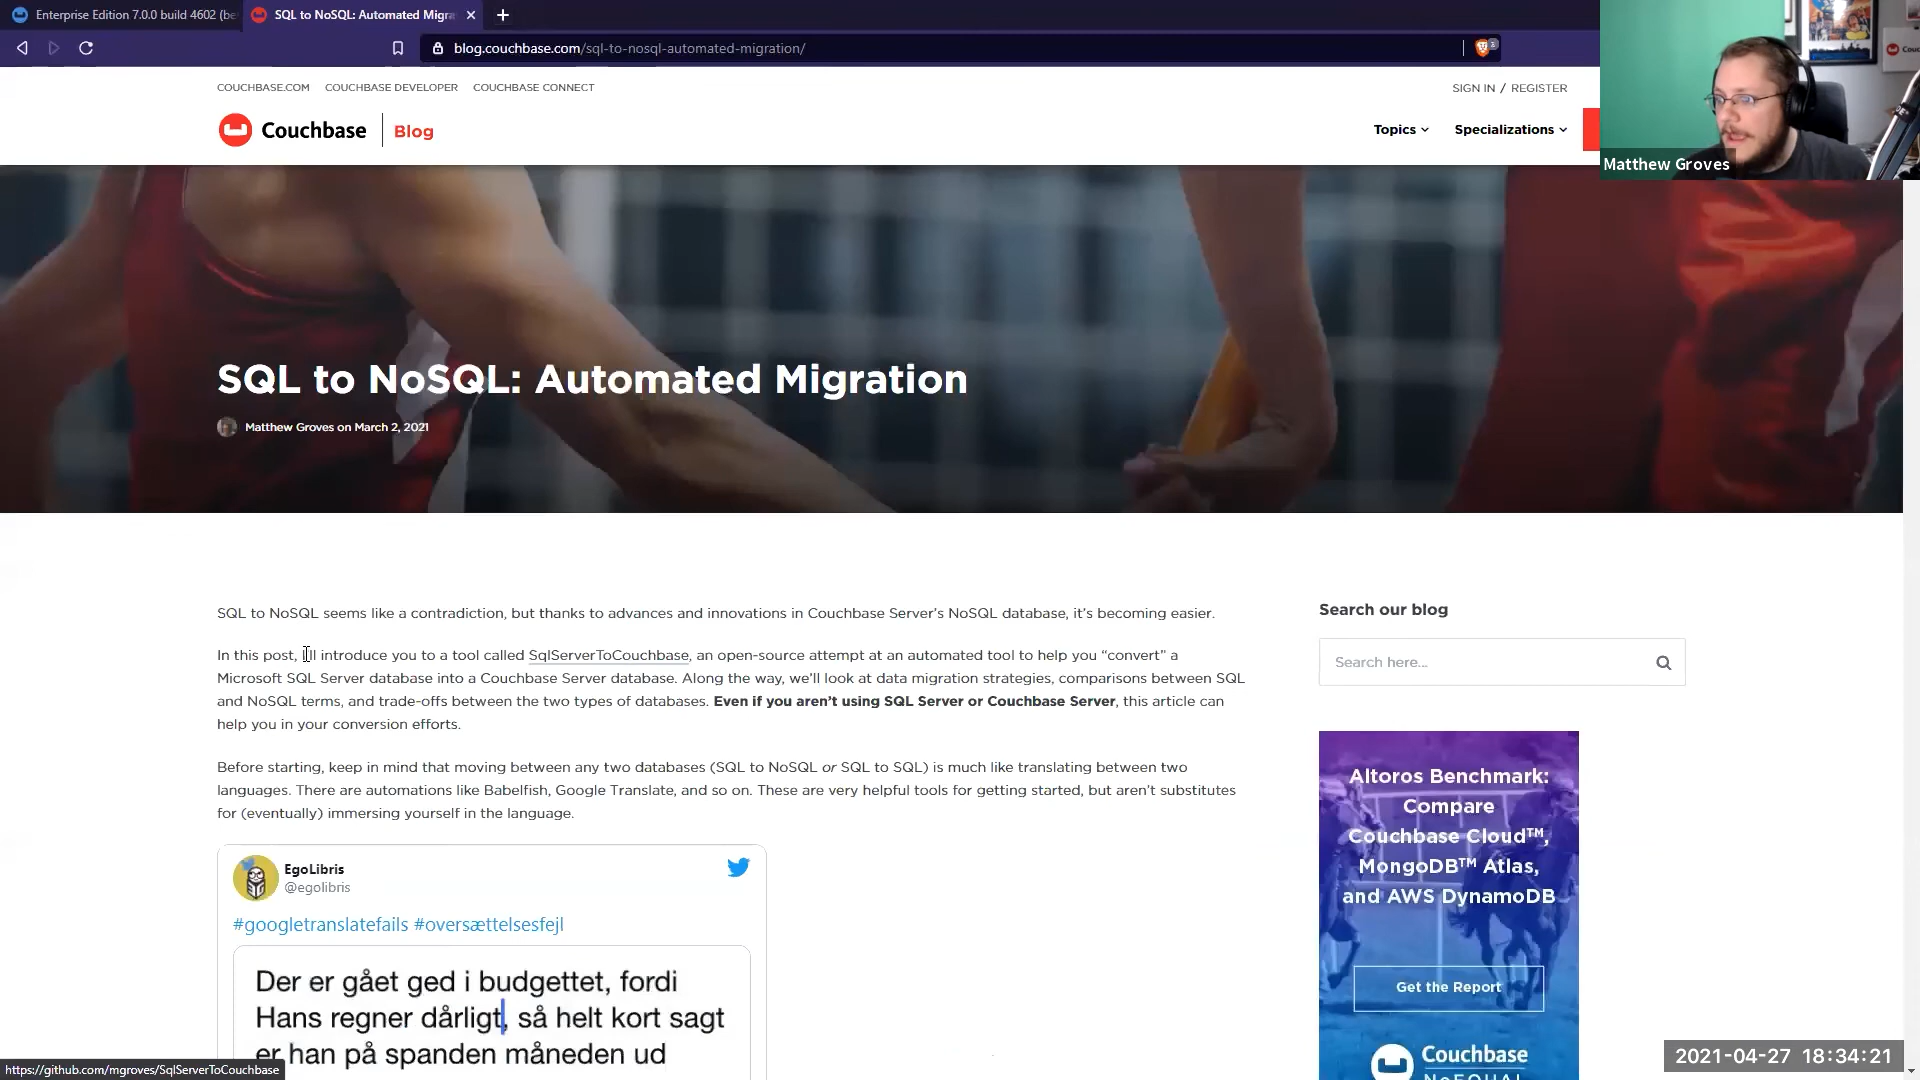 Enterprise Edition 7.0.0 build 4602 (be
SQL to NoSQL: Automated Migra
blog.couchbase.com/sql-to-nosql-automated-migration/
COUCHBASE.COM COUCHBASE DEVELOPER COUCHBASE CONNECT
SIGN IN / REGISTER
Couchbase Blog
Topics Specializations
Matthew Groves
SQL to NoSQL: Automated Migration
Matthew Groves on March 2, 2021
SQL to NoSQL seems like a contradiction, but thanks to advances and innovations in Couchbase Server’s NoSQL database, it’s becoming easier.
In this post, I’ll introduce you to a tool called SqlServerToCouchbase, an open-source attempt at an automated tool to help you “convert” a
Microsoft SQL Server database into a Couchbase Server database. Along the way, we’ll look at data migration strategies, comparisons between SQL
and NoSQL terms, and trade-offs between the two types of databases. Even if you aren’t using SQL Server or Couchbase Server, this article can
help you in your conversion efforts.
Before starting, keep in mind that moving between any two databases (SQL to NoSQL or SQL to SQL) is much like translating between two
languages. There are automations like Babelfish, Google Translate, and so on. These are very helpful tools for getting started, but aren’t substitutes
for (eventually) immersing yourself in the language.
EgoLibris
@egolibris
#googletranslatefails #oversættelsesfejl
Der er gået ged i budgettet, fordi
Hans regner dårligt, så helt kort sagt
er han på spanden måneden ud
Search our blog
Search here...
Altoros Benchmark:
Compare
Couchbase Cloud™,
MongoDB™ Atlas,
and AWS DynamoDB
Get the Report
Couchbase
NoEQUAL
https://github.com/mgroves/SqlServerToCouchbase
2021-04-27 18:34:21